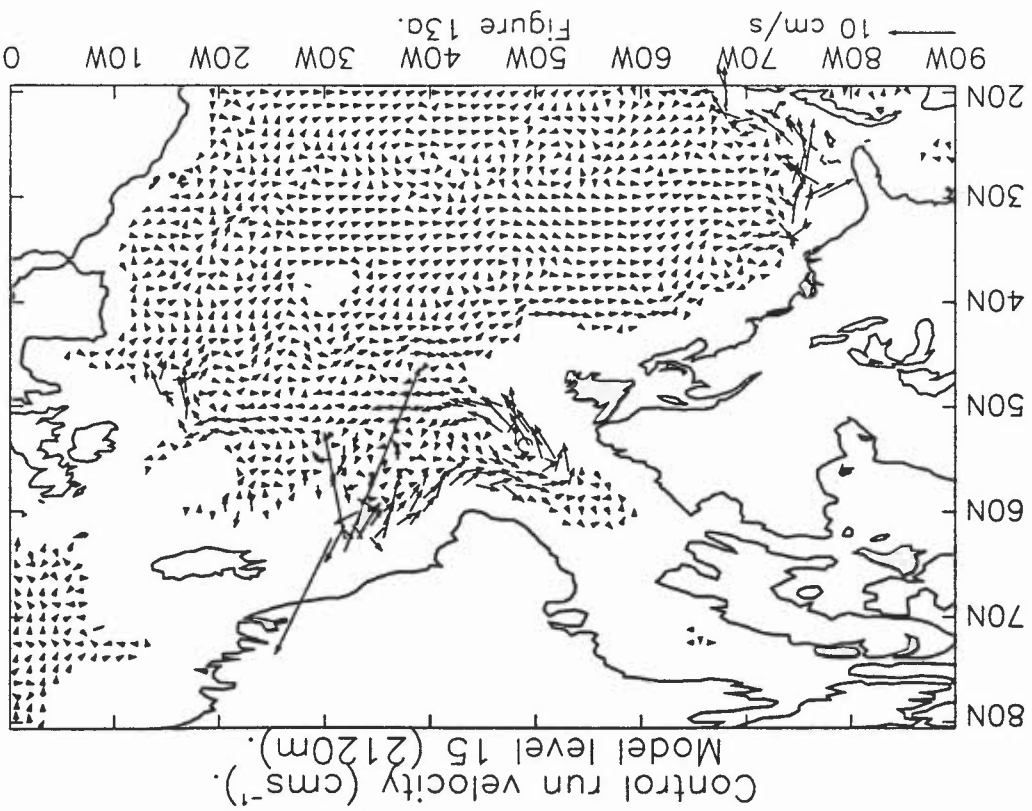 Control run velocity (cms⁻¹).
Model level 15 (2120m).
80N
70N
60N
50N
40N
30N
20N
90W 80W 70W 60W 50W 40W 30W 20W 10W 0
10 cm/s
Figure 13a.